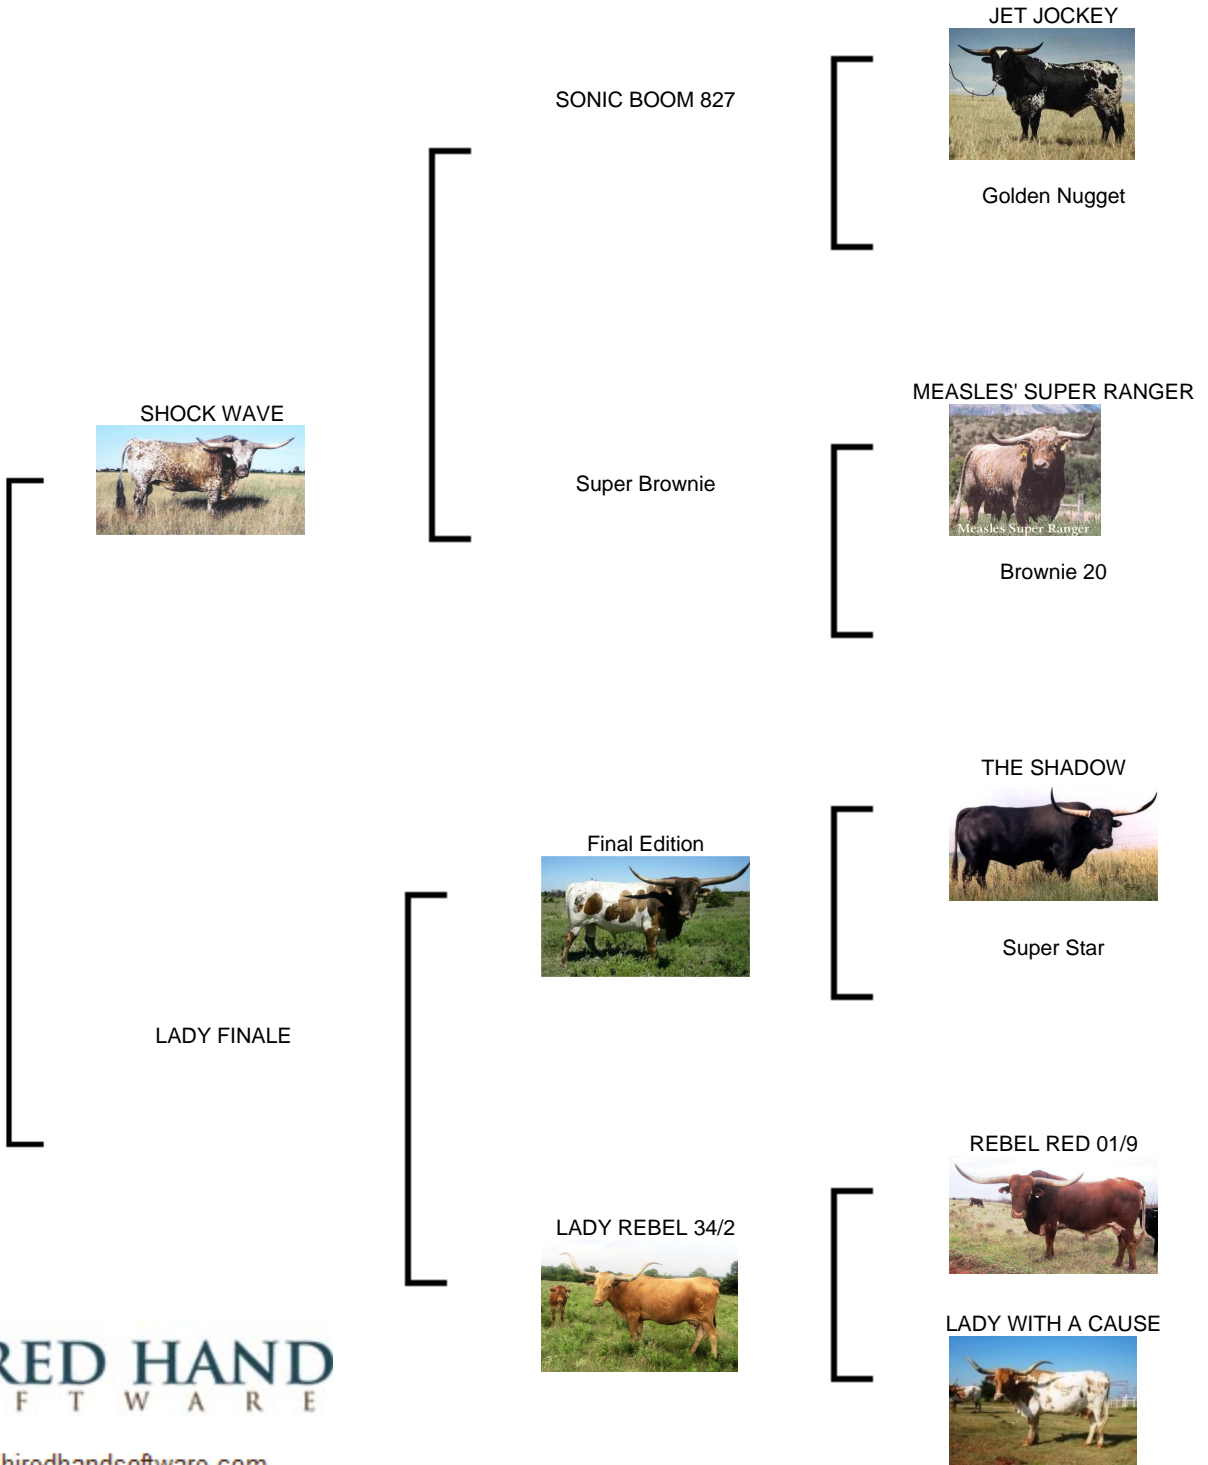 JET JOCKEY
SONIC BOOM 827
Golden Nugget
MEASLES' SUPER RANGER
SHOCK WAVE
Super Brownie
Measles Super Ranger
Brownie 20
THE SHADOW
Final Edition
Super Star
LADY FINALE
REBEL RED 01/9
LADY REBEL 34/2
LADY WITH A CAUSE
RED HAND
F T W A R E
hiredhandsoftware.com